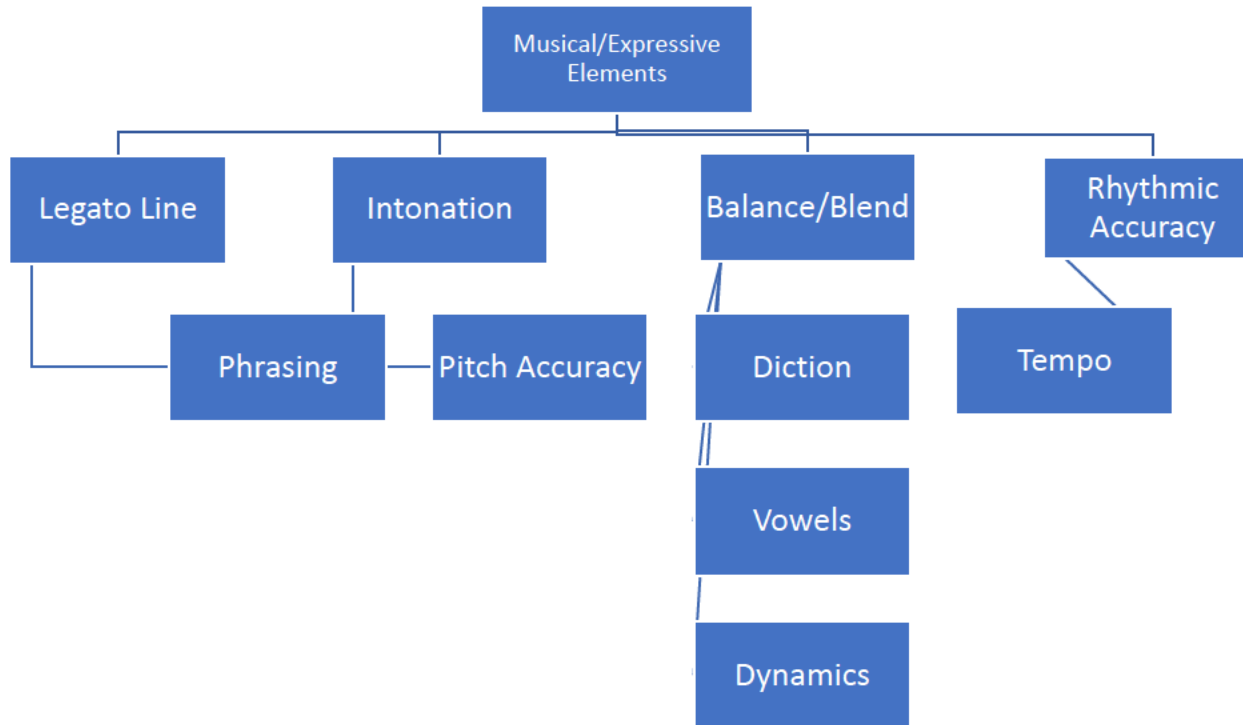 Musical/Expressive
Elements
Legato Line
Intonation
Balance/Blend
Rhythmic
Accuracy
Phrasing
Pitch Accuracy
Diction
Tempo
Vowels
Dynamics